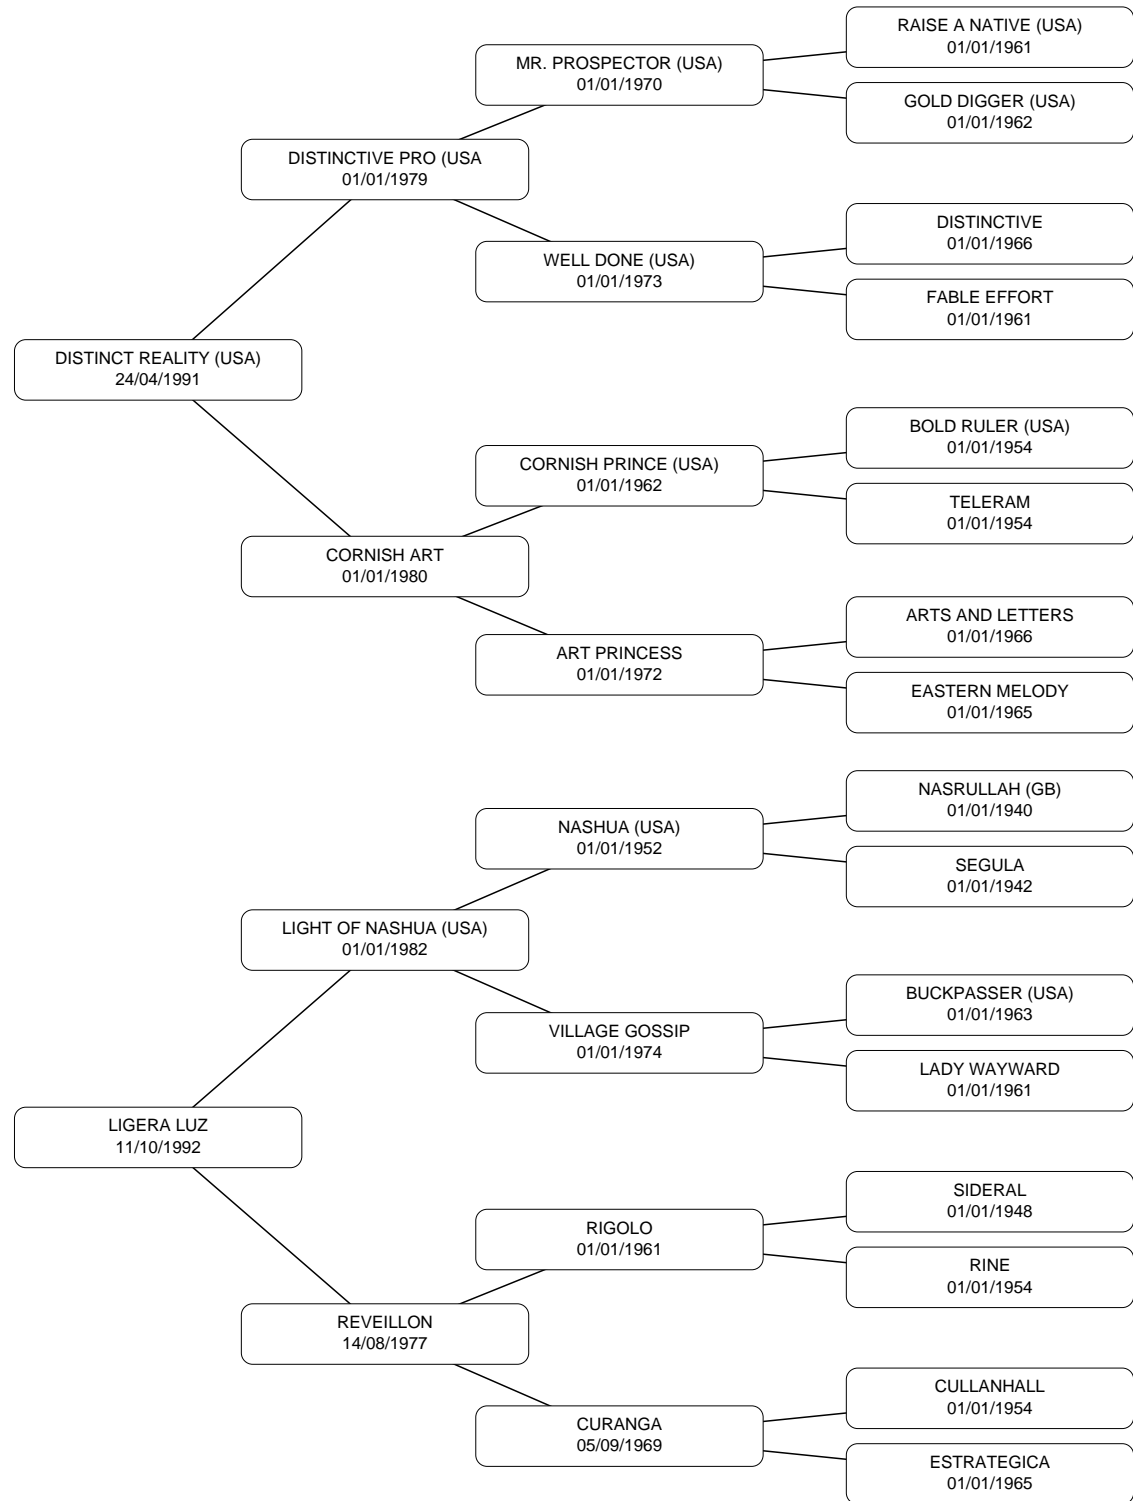 RAISE A NATIVE (USA)
01/01/1961
MR. PROSPECTOR (USA)
01/01/1970
GOLD DIGGER (USA)
01/01/1962
DISTINCTIVE PRO (USA
01/01/1979
DISTINCTIVE
01/01/1966
WELL DONE (USA)
01/01/1973
FABLE EFFORT
01/01/1961
DISTINCT REALITY (USA)
24/04/1991
BOLD RULER (USA)
01/01/1954
CORNISH PRINCE (USA)
01/01/1962
TELERAM
01/01/1954
CORNISH ART
01/01/1980
ARTS AND LETTERS
01/01/1966
ART PRINCESS
01/01/1972
EASTERN MELODY
01/01/1965
NASRULLAH (GB)
01/01/1940
NASHUA (USA)
01/01/1952
SEGULA
01/01/1942
LIGHT OF NASHUA (USA)
01/01/1982
BUCKPASSER (USA)
01/01/1963
VILLAGE GOSSIP
01/01/1974
LADY WAYWARD
01/01/1961
LIGERA LUZ
11/10/1992
SIDERAL
01/01/1948
RIGOLO
01/01/1961
RINE
01/01/1954
REVEILLON
14/08/1977
CULLANHALL
01/01/1954
CURANGA
05/09/1969
ESTRATEGICA
01/01/1965